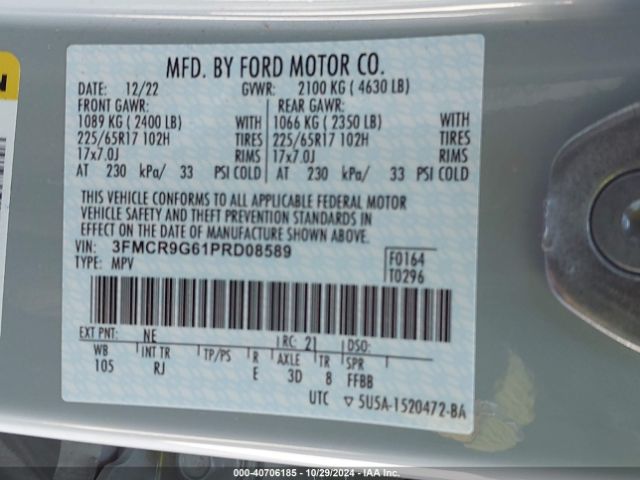 MFD. BY FORD MOTOR CO.
DATE: 12/22 GVWR: 2100 KG ( 4630 LB)
FRONT GAWR: REAR GAWR:
1089 KG ( 2400 LB) WITH 1066 KG ( 2350 LB) WITH
225/65R17 102H TIRES 225/65R17 102H TIRES
17x7.0J RIMS 17x7.0J RIMS
AT 230 kPa/ 33 PSI COLD AT 230 kPa/ 33 PSI COLD
THIS VEHICLE CONFORMS TO ALL APPLICABLE FEDERAL MOTOR
VEHICLE SAFETY AND THEFT PREVENTION STANDARDS IN
EFFECT ON THE DATE OF MANUFACTURE SHOWN ABOVE.
VIN: 3FMCR9G61PRD08589
TYPE: MPV
F0164
T0296
EXT PNT: NE RC: 21 DSO:
WB INT TR TP/PS R AXLE TR SPR
105 RJ E 3D 8 FFBB
UTC ▽ 5U5A-1520472-BA
000-40706185 - 10/29/2024 - IAA Inc.